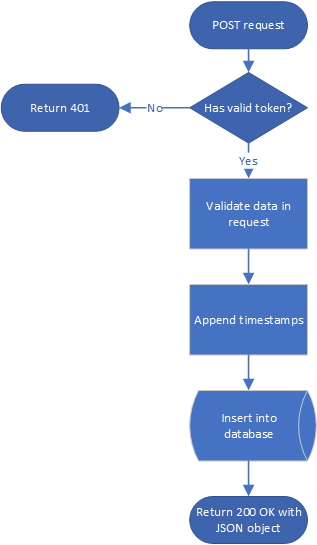 POST request
Has valid token?
No
Return 401
Yes
Validate data in
request
Append timestamps
Insert into
database
Return 200 OK with
JSON object